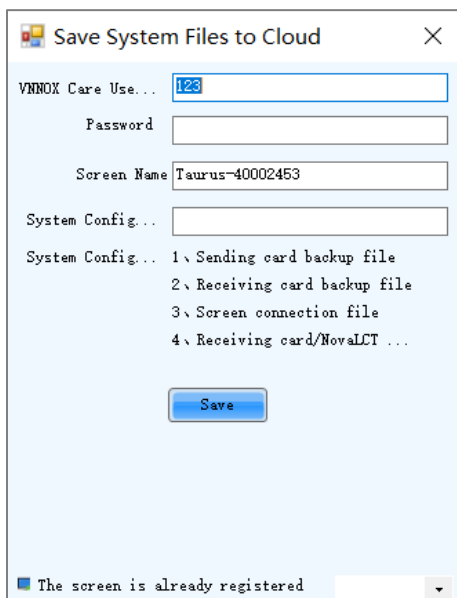 Save System Files to Cloud
VNNOX Care Use... 123
Password
Screen Name Taurus-40002453
System Config...
System Config... 1、Sending card backup file
2、Receiving card backup file
3、Screen connection file
4、Receiving card/NovaLCT ...
Save
The screen is already registered